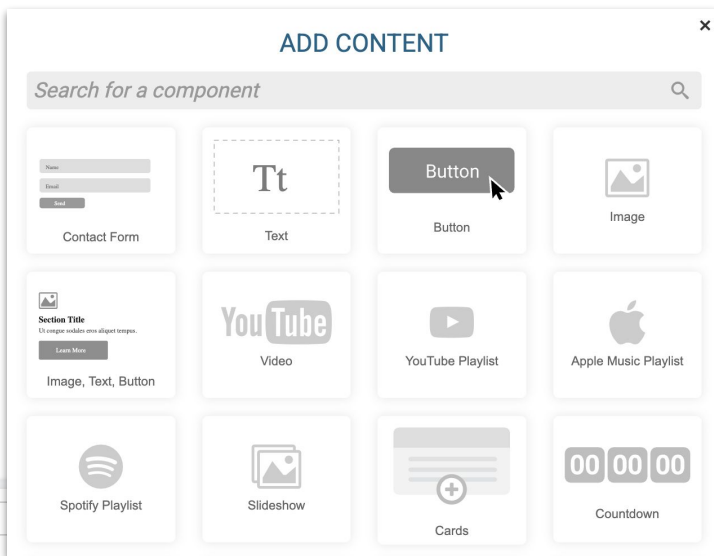 ADD CONTENT
Search for a component
Name
Email
Send
Contact Form
Tt
Text
Button
Button
Image
Section Title
Ut congue sodales eros aliquet tempus.
Learn More
Image, Text, Button
YouTube
Video
YouTube Playlist
Apple Music Playlist
Spotify Playlist
Slideshow
Cards
00 00 00
Countdown